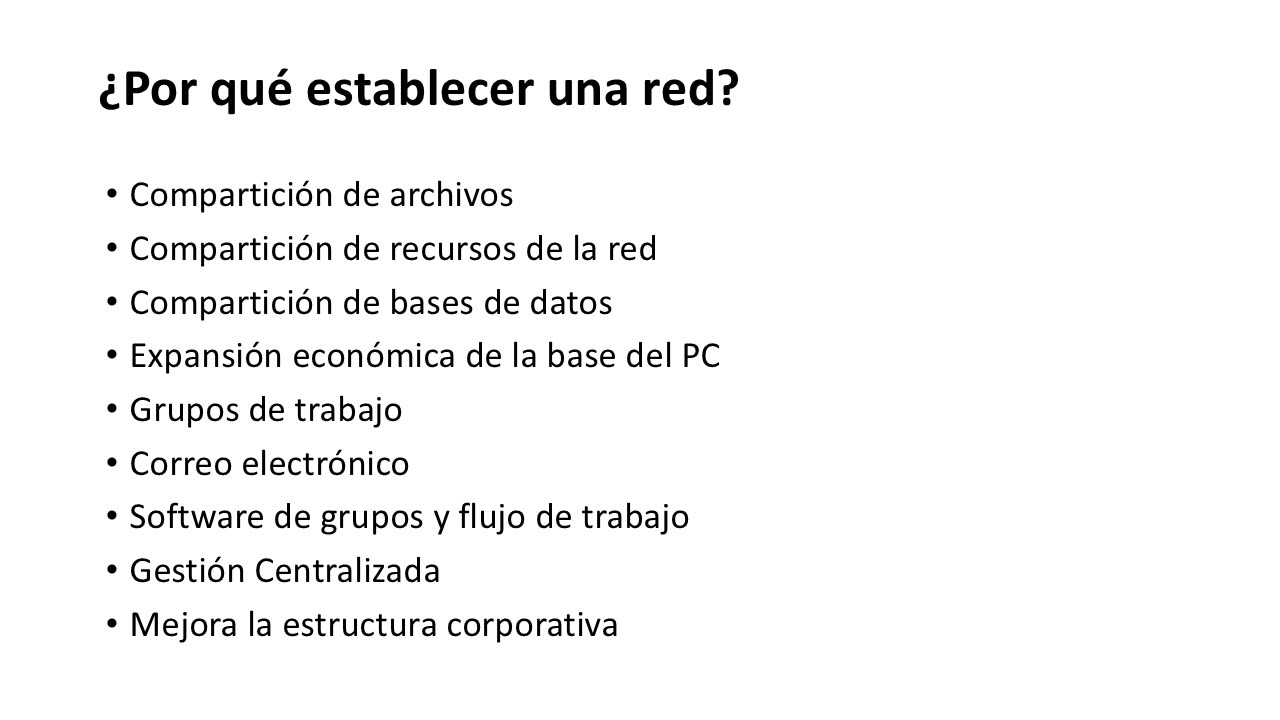 ¿Por qué establecer una red?
• Compartición de archivos
• Compartición de recursos de la red
• Compartición de bases de datos
• Expansión económica de la base del PC
• Grupos de trabajo
• Correo electrónico
• Software de grupos y flujo de trabajo
• Gestión Centralizada
• Mejora la estructura corporativa